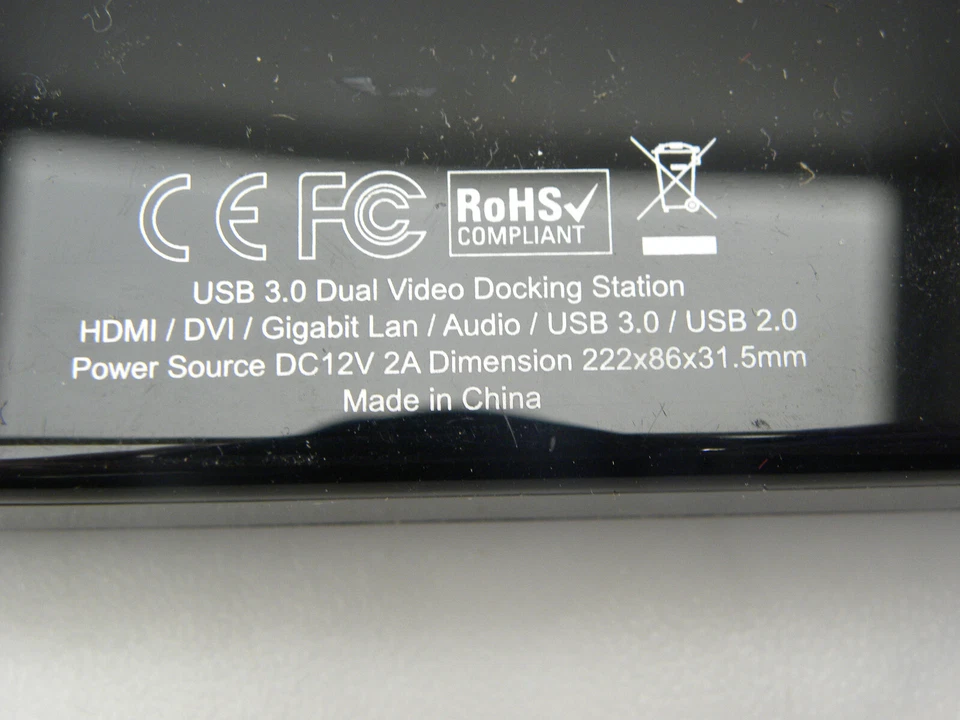 CE FC RoHS✓
COMPLIANT
USB 3.0 Dual Video Docking Station
HDMI / DVI / Gigabit Lan / Audio / USB 3.0 / USB 2.0
Power Source DC12V 2A Dimension 222x86x31.5mm
Made in China